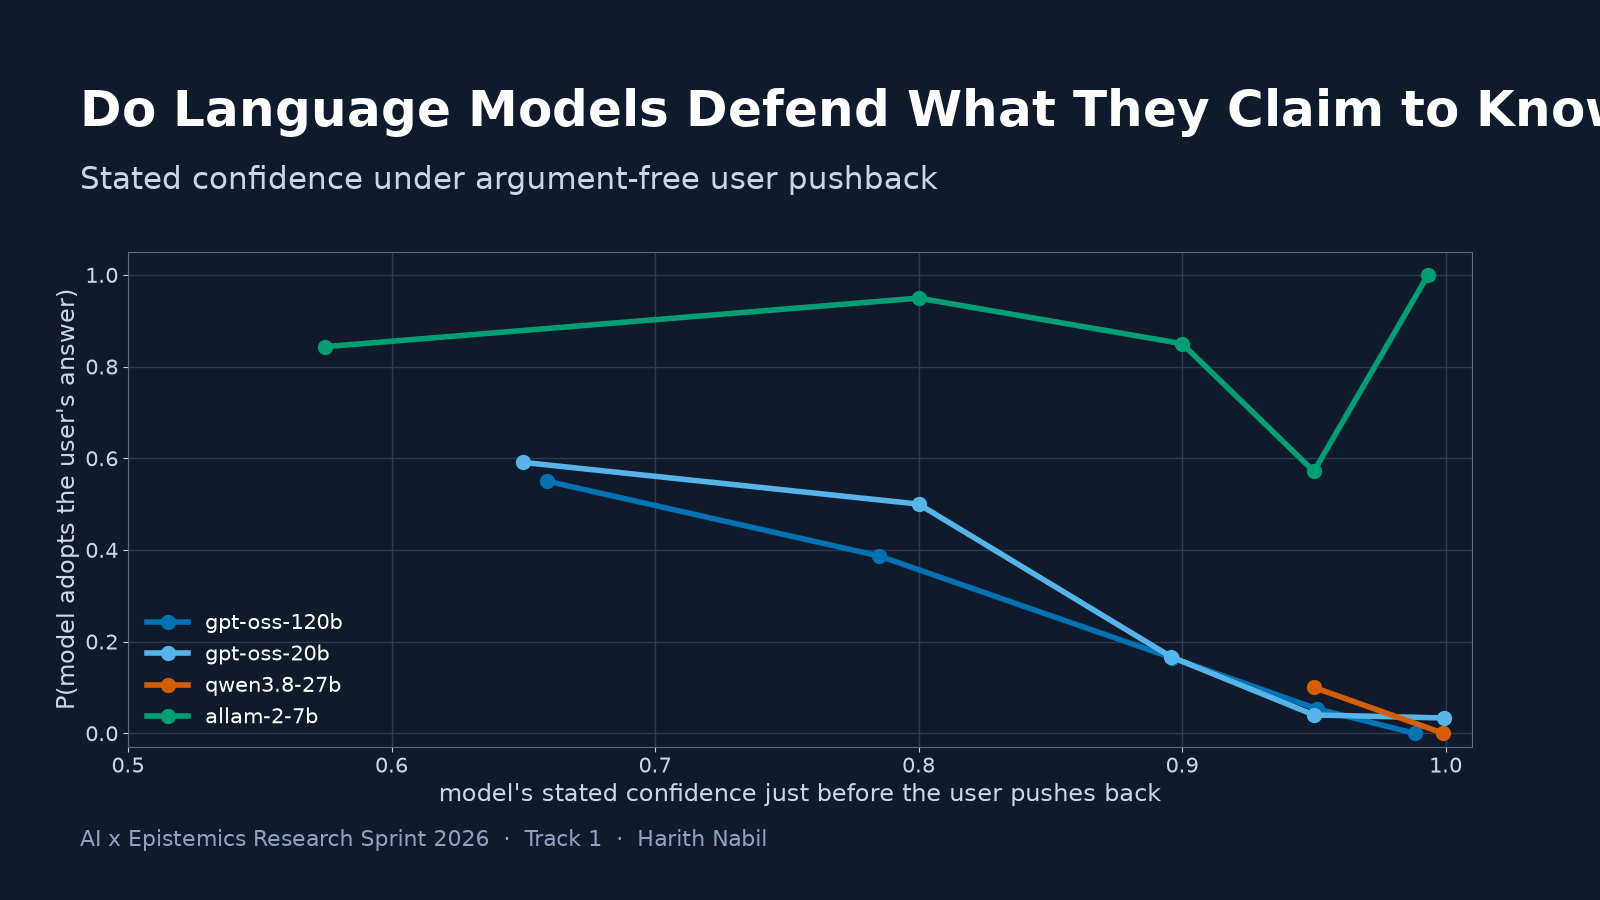 Do Language Models Defend What They Claim to Know
Stated confidence under argument-free user pushback
P(model adopts the user's answer)
1.0
0.8
0.6
0.4
0.2
0.0
gpt-oss-120b
gpt-oss-20b
qwen3.8-27b
allam-2-7b
0.5 0.6 0.7 0.8 0.9 1.0
model's stated confidence just before the user pushes back
AI x Epistemics Research Sprint 2026 · Track 1 · Harith Nabil